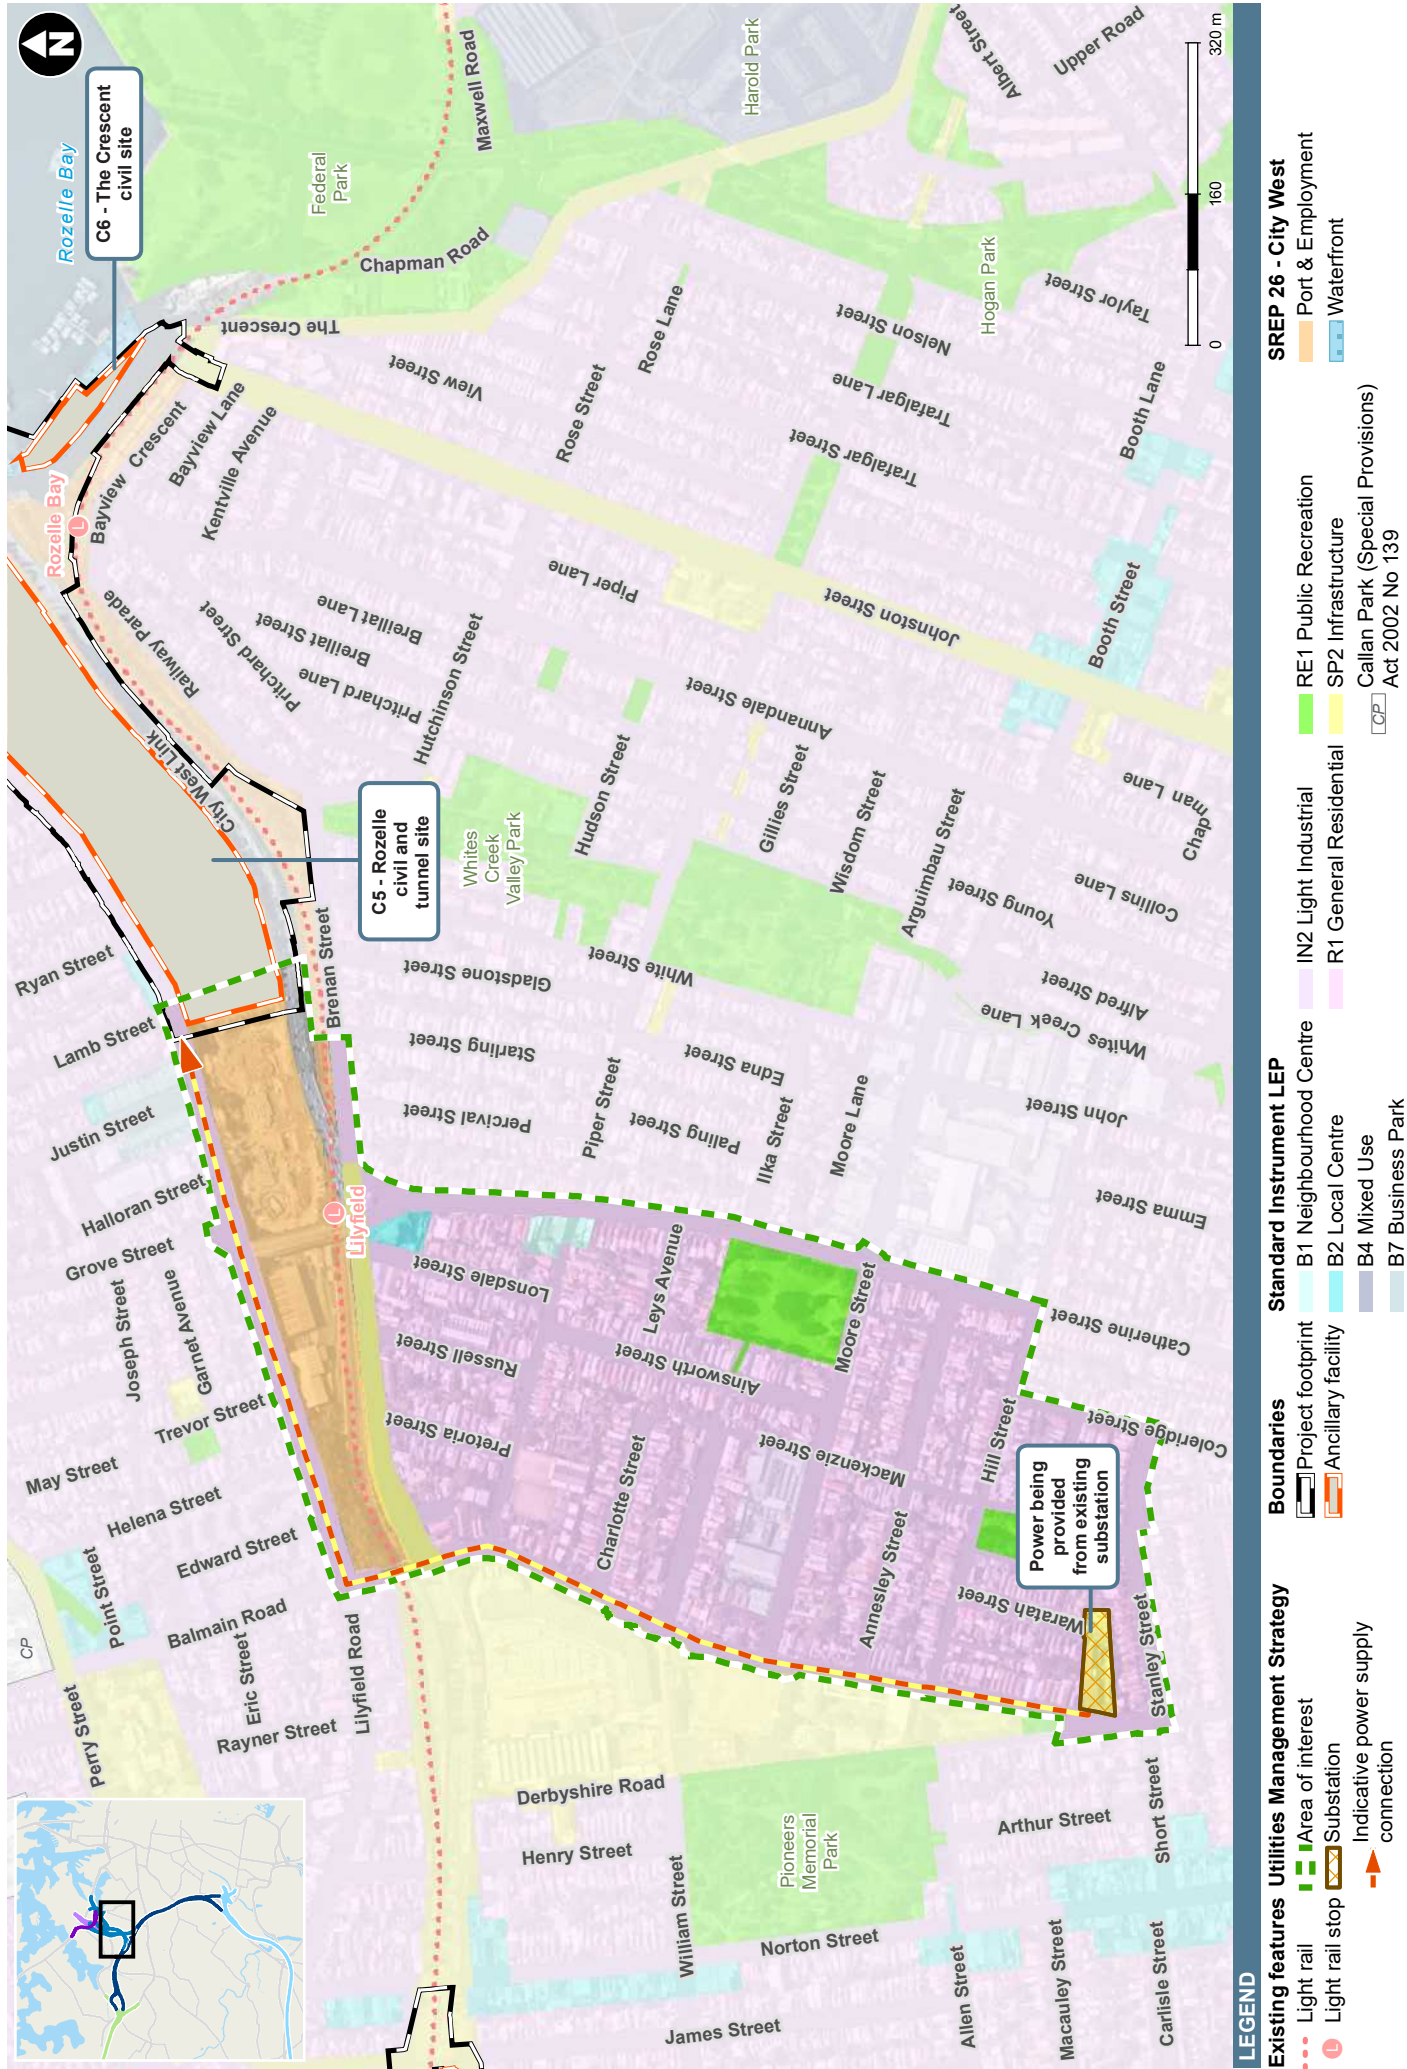 N
Rozelle Bay
C6 - The Crescent
civil site
Federal
Park
Maxwell Road
Harold Park
Albert Street
Upper Road
Chapman Road
The Crescent
Hogan Park
Taylor Street
Nelson Street
Rose Lane
View Street
Rose Street
Trafalgar Lane
Trafalgar Street
Booth Lane
Booth Street
Johnston Street
Piper Lane
Rozelle Bay
L
Bayview Crescent
Bayview Lane
Kentville Avenue
Railway Parade
Pritchard Street
Breillat Street
Breillat Lane
Pritchard Lane
Hutchinson Street
Annandale Street
City West Link
C5 - Rozelle
civil and
tunnel site
Whites
Creek
Valley Park
Hudson Street
Gillies Street
Wisdom Street
Arguimbau Street
Young Street
Collins Lane
Chapman Lane
Alfred Street
Whites Creek Lane
John Street
Emma Street
Catherine Street
Coleridge Street
Ryan Street
Lamb Street
Justin Street
Halloran Street
Grove Street
Joseph Street
Garnet Avenue
Trevor Street
May Street
Helena Street
Edward Street
Point Street
Balmain Road
Eric Street
Rayner Street
Perry Street
Lilyfield Road
CP
Brenan Street
Gladstone Street
White Street
Starling Street
Edna Street
Percival Street
Piper Street
Paling Street
Ilka Street
Moore Lane
L
Lilyfield
Lonsdale Street
Leys Avenue
Russell Street
Ainsworth Street
Moore Street
Pretoria Street
Charlotte Street
Mackenzie Street
Hill Street
Annesley Street
Waratah Street
Power being
provided
from existing
substation
Stanley Street
Derbyshire Road
Henry Street
William Street
Pioneers
Memorial
Park
Arthur Street
Short Street
Norton Street
James Street
Allen Street
Macauley Street
Carlisle Street
0
160
320 m
LEGEND
Existing features
Light rail
L
Light rail stop
Utilities Management Strategy
Area of interest
Substation
Indicative power supply
connection
Boundaries
Project footprint
Ancillary facility
Standard Instrument LEP
B1 Neighbourhood Centre
B2 Local Centre
B4 Mixed Use
B7 Business Park
IN2 Light Industrial
R1 General Residential
RE1 Public Recreation
SP2 Infrastructure
CP
Callan Park (Special Provisions)
Act 2002 No 139
SREP 26 - City West
Port & Employment
Waterfront